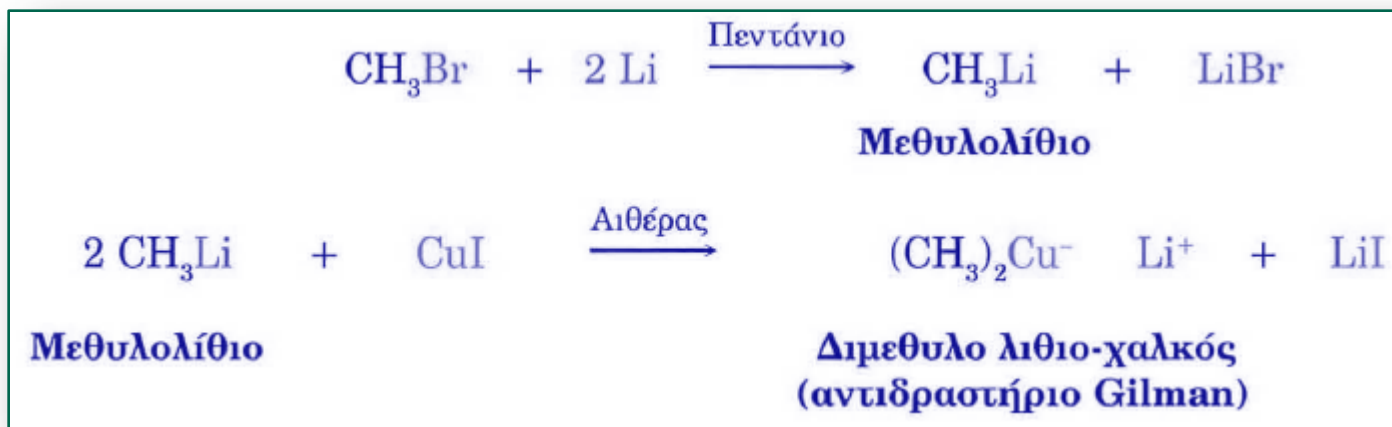 Πεντάνιο
CH₃Br + 2 Li ⟶ CH₃Li + LiBr
Μεθυλολίθιο
Αιθέρας
2 CH₃Li + CuI ⟶ (CH₃)₂Cu⁻ Li⁺ + LiI
Μεθυλολίθιο Διμεθυλο λιθιο-χαλκός
(αντιδραστήριο Gilman)